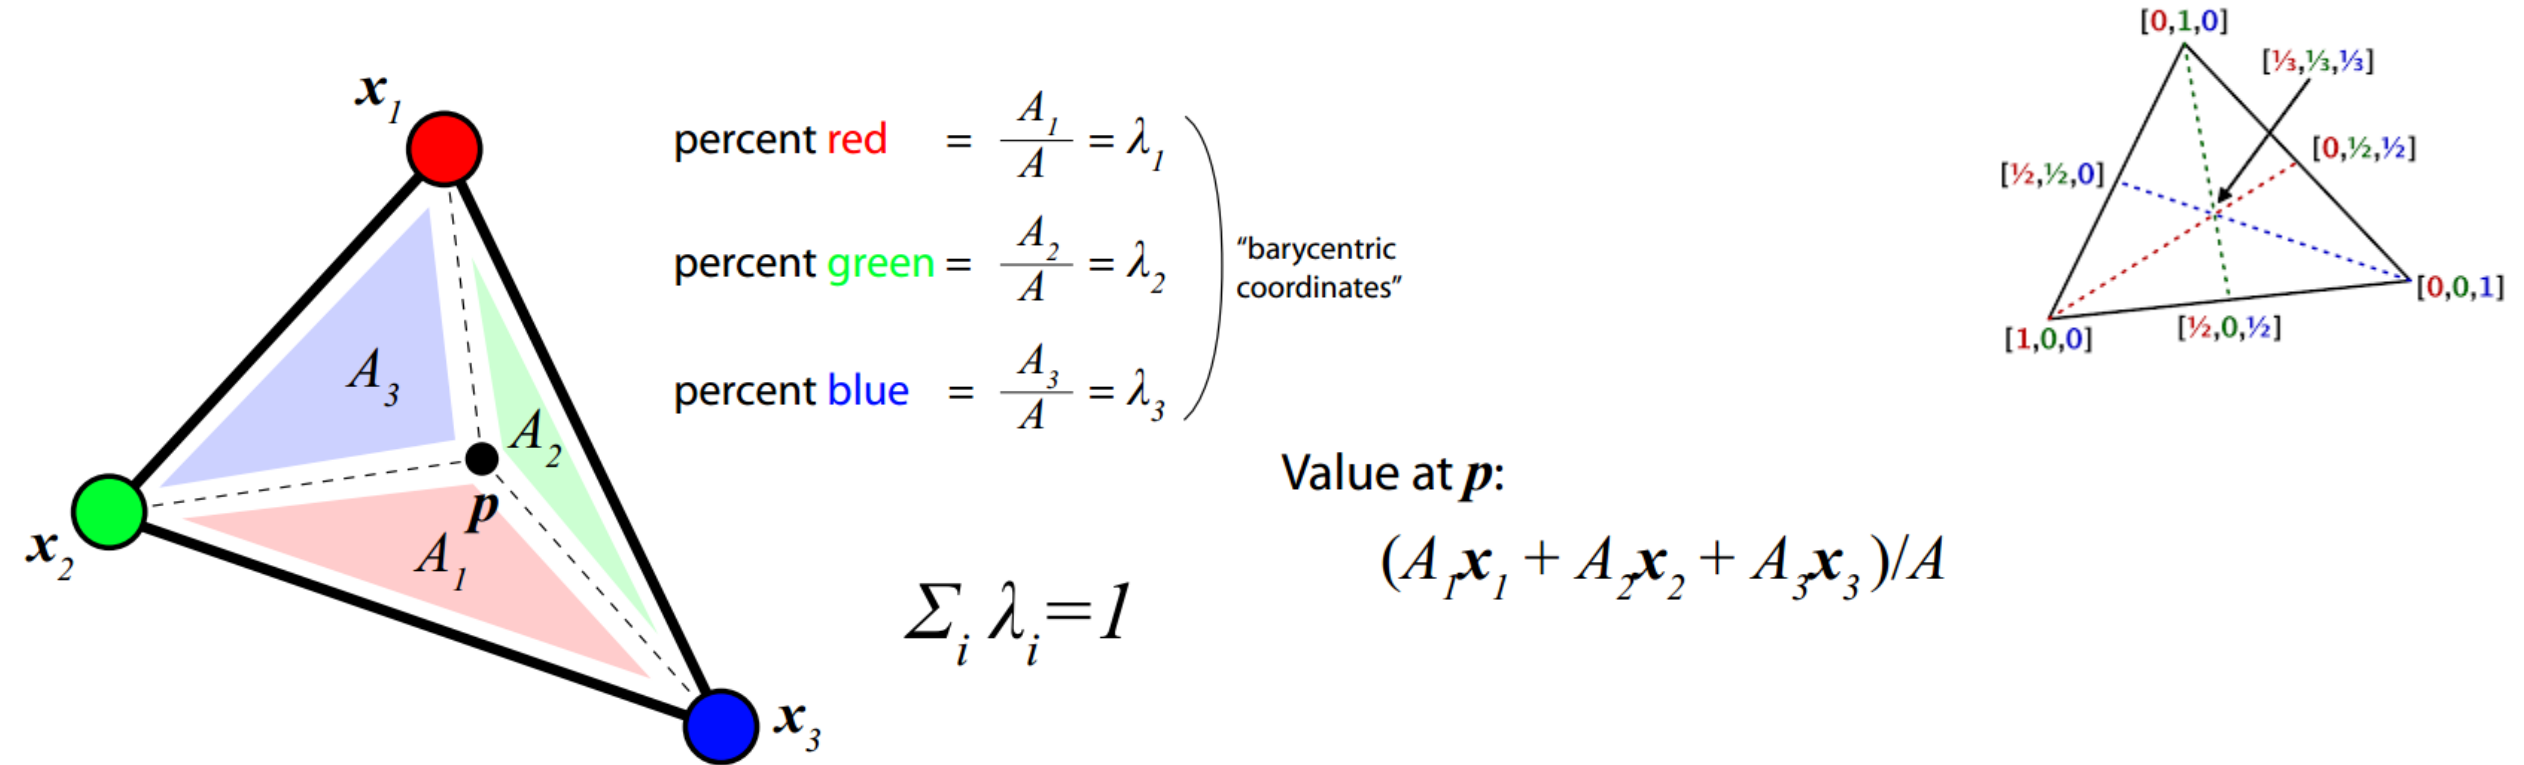 x₁
x₂
x₃
A₃
A₂
p
A₁
percent red = A₁/A = λ₁
percent green = A₂/A = λ₂
percent blue = A₃/A = λ₃
“barycentric
coordinates”
Σᵢ λᵢ=1
Value at p:
(A₁x₁ + A₂x₂ + A₃x₃)/A
[0,1,0]
[⅓,⅓,⅓]
[0,½,½]
[½,½,0]
[0,0,1]
[½,0,½]
[1,0,0]